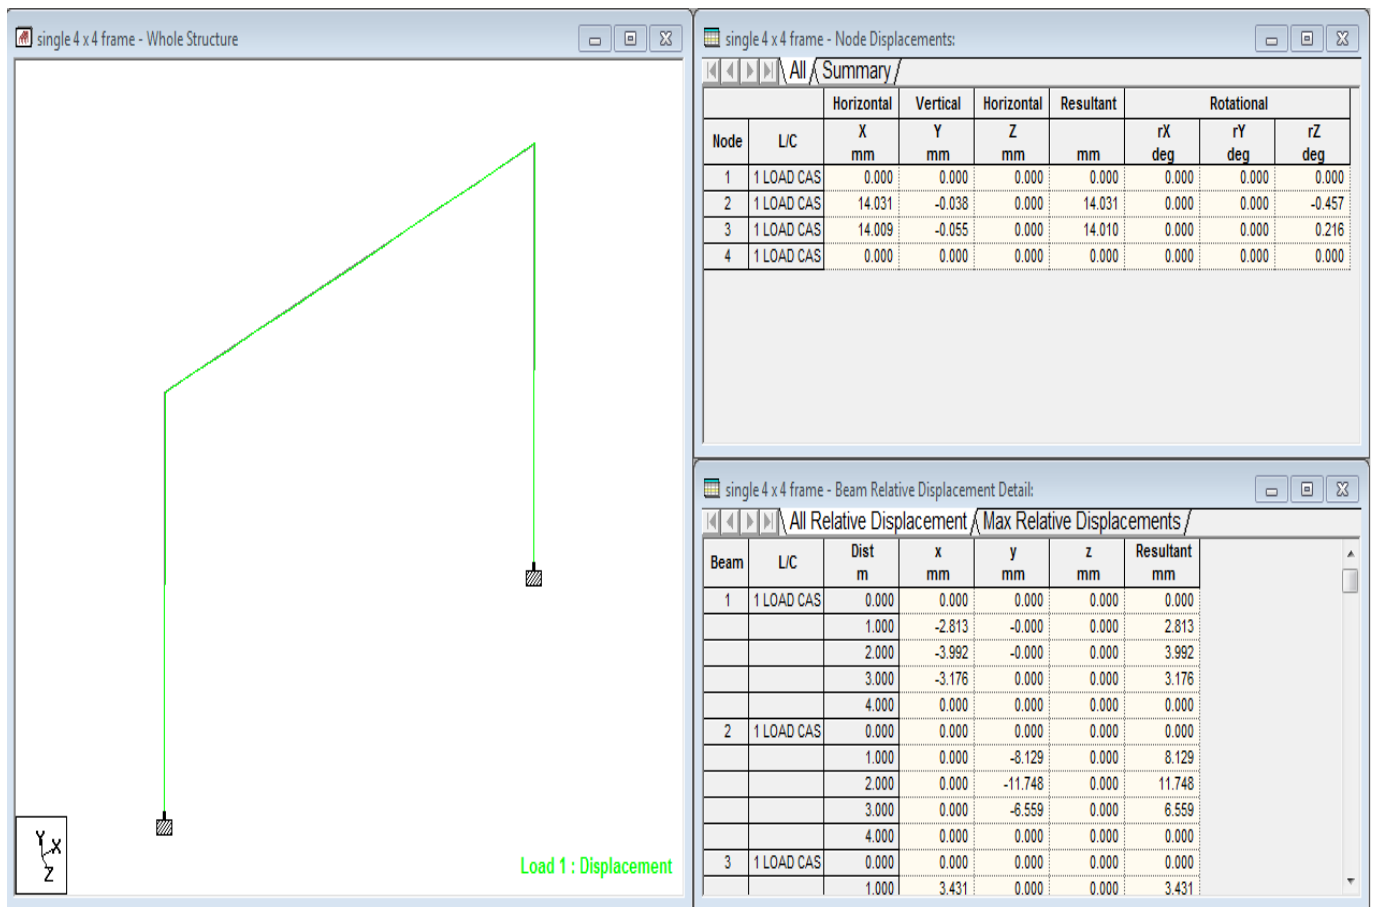 single 4 x 4 frame - Whole Structure
Load 1 : Displacement
Y
X
Z
single 4 x 4 frame - Node Displacements:
All Summary
Horizontal Vertical Horizontal Resultant Rotational
Node L/C X mm Y mm Z mm mm rX deg rY deg rZ deg
1 1 LOAD CAS 0.000 0.000 0.000 0.000 0.000 0.000 0.000
2 1 LOAD CAS 14.031 -0.038 0.000 14.031 0.000 0.000 -0.457
3 1 LOAD CAS 14.009 -0.055 0.000 14.010 0.000 0.000 0.216
4 1 LOAD CAS 0.000 0.000 0.000 0.000 0.000 0.000 0.000
single 4 x 4 frame - Beam Relative Displacement Detail:
All Relative Displacement Max Relative Displacements
Beam L/C Dist m x mm y mm z mm Resultant mm
1 1 LOAD CAS 0.000 0.000 0.000 0.000 0.000
1.000 -2.813 -0.000 0.000 2.813
2.000 -3.992 -0.000 0.000 3.992
3.000 -3.176 0.000 0.000 3.176
4.000 0.000 0.000 0.000 0.000
2 1 LOAD CAS 0.000 0.000 0.000 0.000 0.000
1.000 0.000 -8.129 0.000 8.129
2.000 0.000 -11.748 0.000 11.748
3.000 0.000 -6.559 0.000 6.559
4.000 0.000 0.000 0.000 0.000
3 1 LOAD CAS 0.000 0.000 0.000 0.000 0.000
1.000 3.431 0.000 0.000 3.431